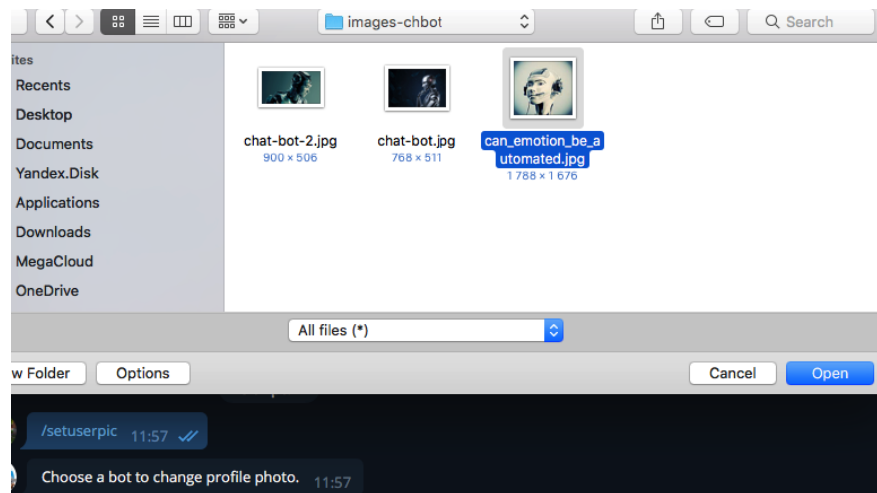 images-chbot
Search
ites
Recents
Desktop
Documents
Yandex.Disk
Applications
Downloads
MegaCloud
OneDrive
chat-bot-2.jpg
900 × 506
chat-bot.jpg
768 × 511
can_emotion_be_a
utomated.jpg
1 788 × 1 676
All files (*)
w Folder
Options
Cancel
Open
/setuserpic 11:57
Choose a bot to change profile photo. 11:57